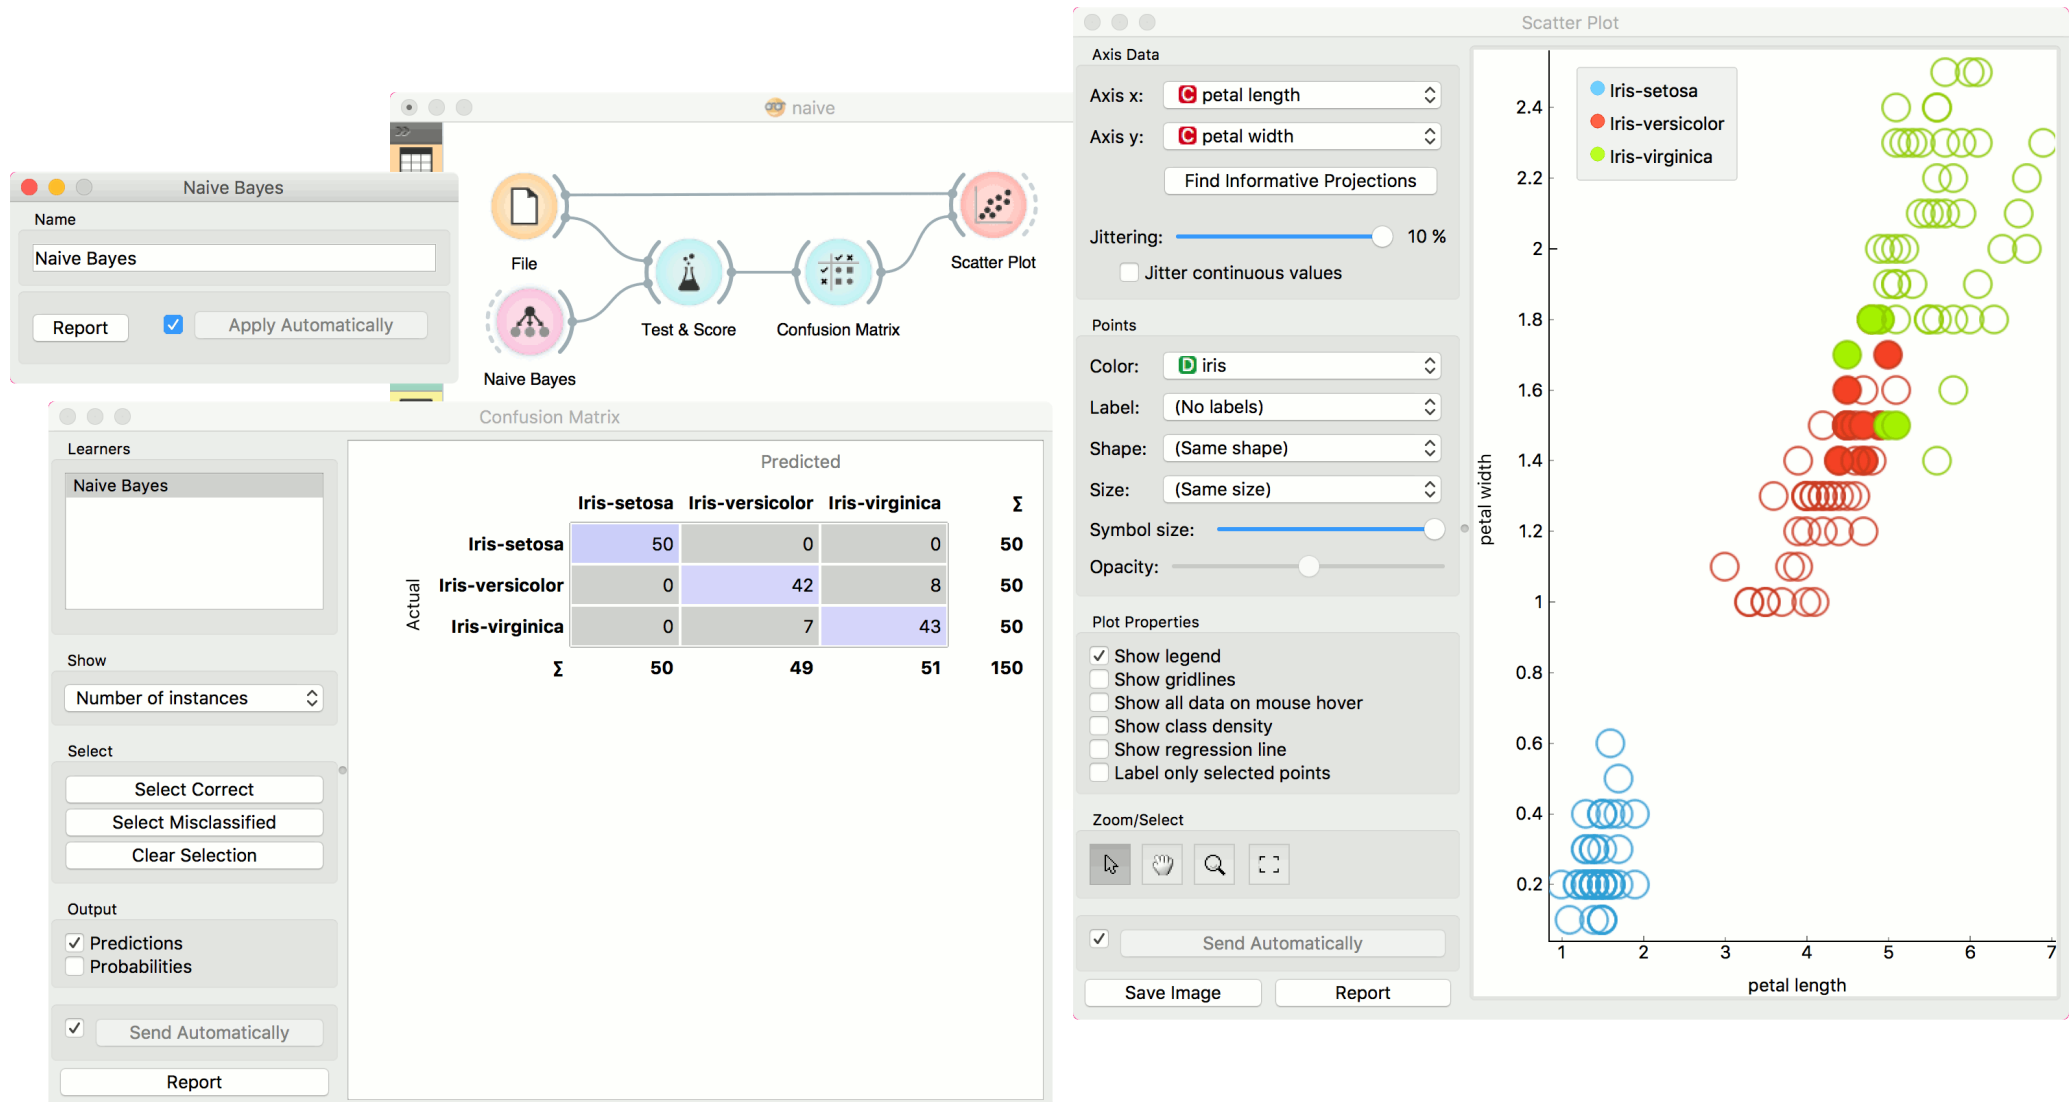 Naive Bayes
Name
Naive Bayes
Report
Apply Automatically
naive
File
Naive Bayes
Test & Score
Confusion Matrix
Scatter Plot
Confusion Matrix
Learners
Naive Bayes
Show
Number of instances
Select
Select Correct
Select Misclassified
Clear Selection
Output
Predictions
Probabilities
Send Automatically
Report
Predicted
Iris-setosa Iris-versicolor Iris-virginica Σ
Actual
Iris-setosa 50 0 0 50
Iris-versicolor 0 42 8 50
Iris-virginica 0 7 43 50
Σ 50 49 51 150
Scatter Plot
Axis Data
Axis x: C petal length
Axis y: C petal width
Find Informative Projections
Jittering: 10 %
Jitter continuous values
Points
Color: D iris
Label: (No labels)
Shape: (Same shape)
Size: (Same size)
Symbol size:
Opacity:
Plot Properties
Show legend
Show gridlines
Show all data on mouse hover
Show class density
Show regression line
Label only selected points
Zoom/Select
Send Automatically
Save Image Report
Iris-setosa
Iris-versicolor
Iris-virginica
petal width
2.4
2.2
2
1.8
1.6
1.4
1.2
1
0.8
0.6
0.4
0.2
1 2 3 4 5 6 7
petal length